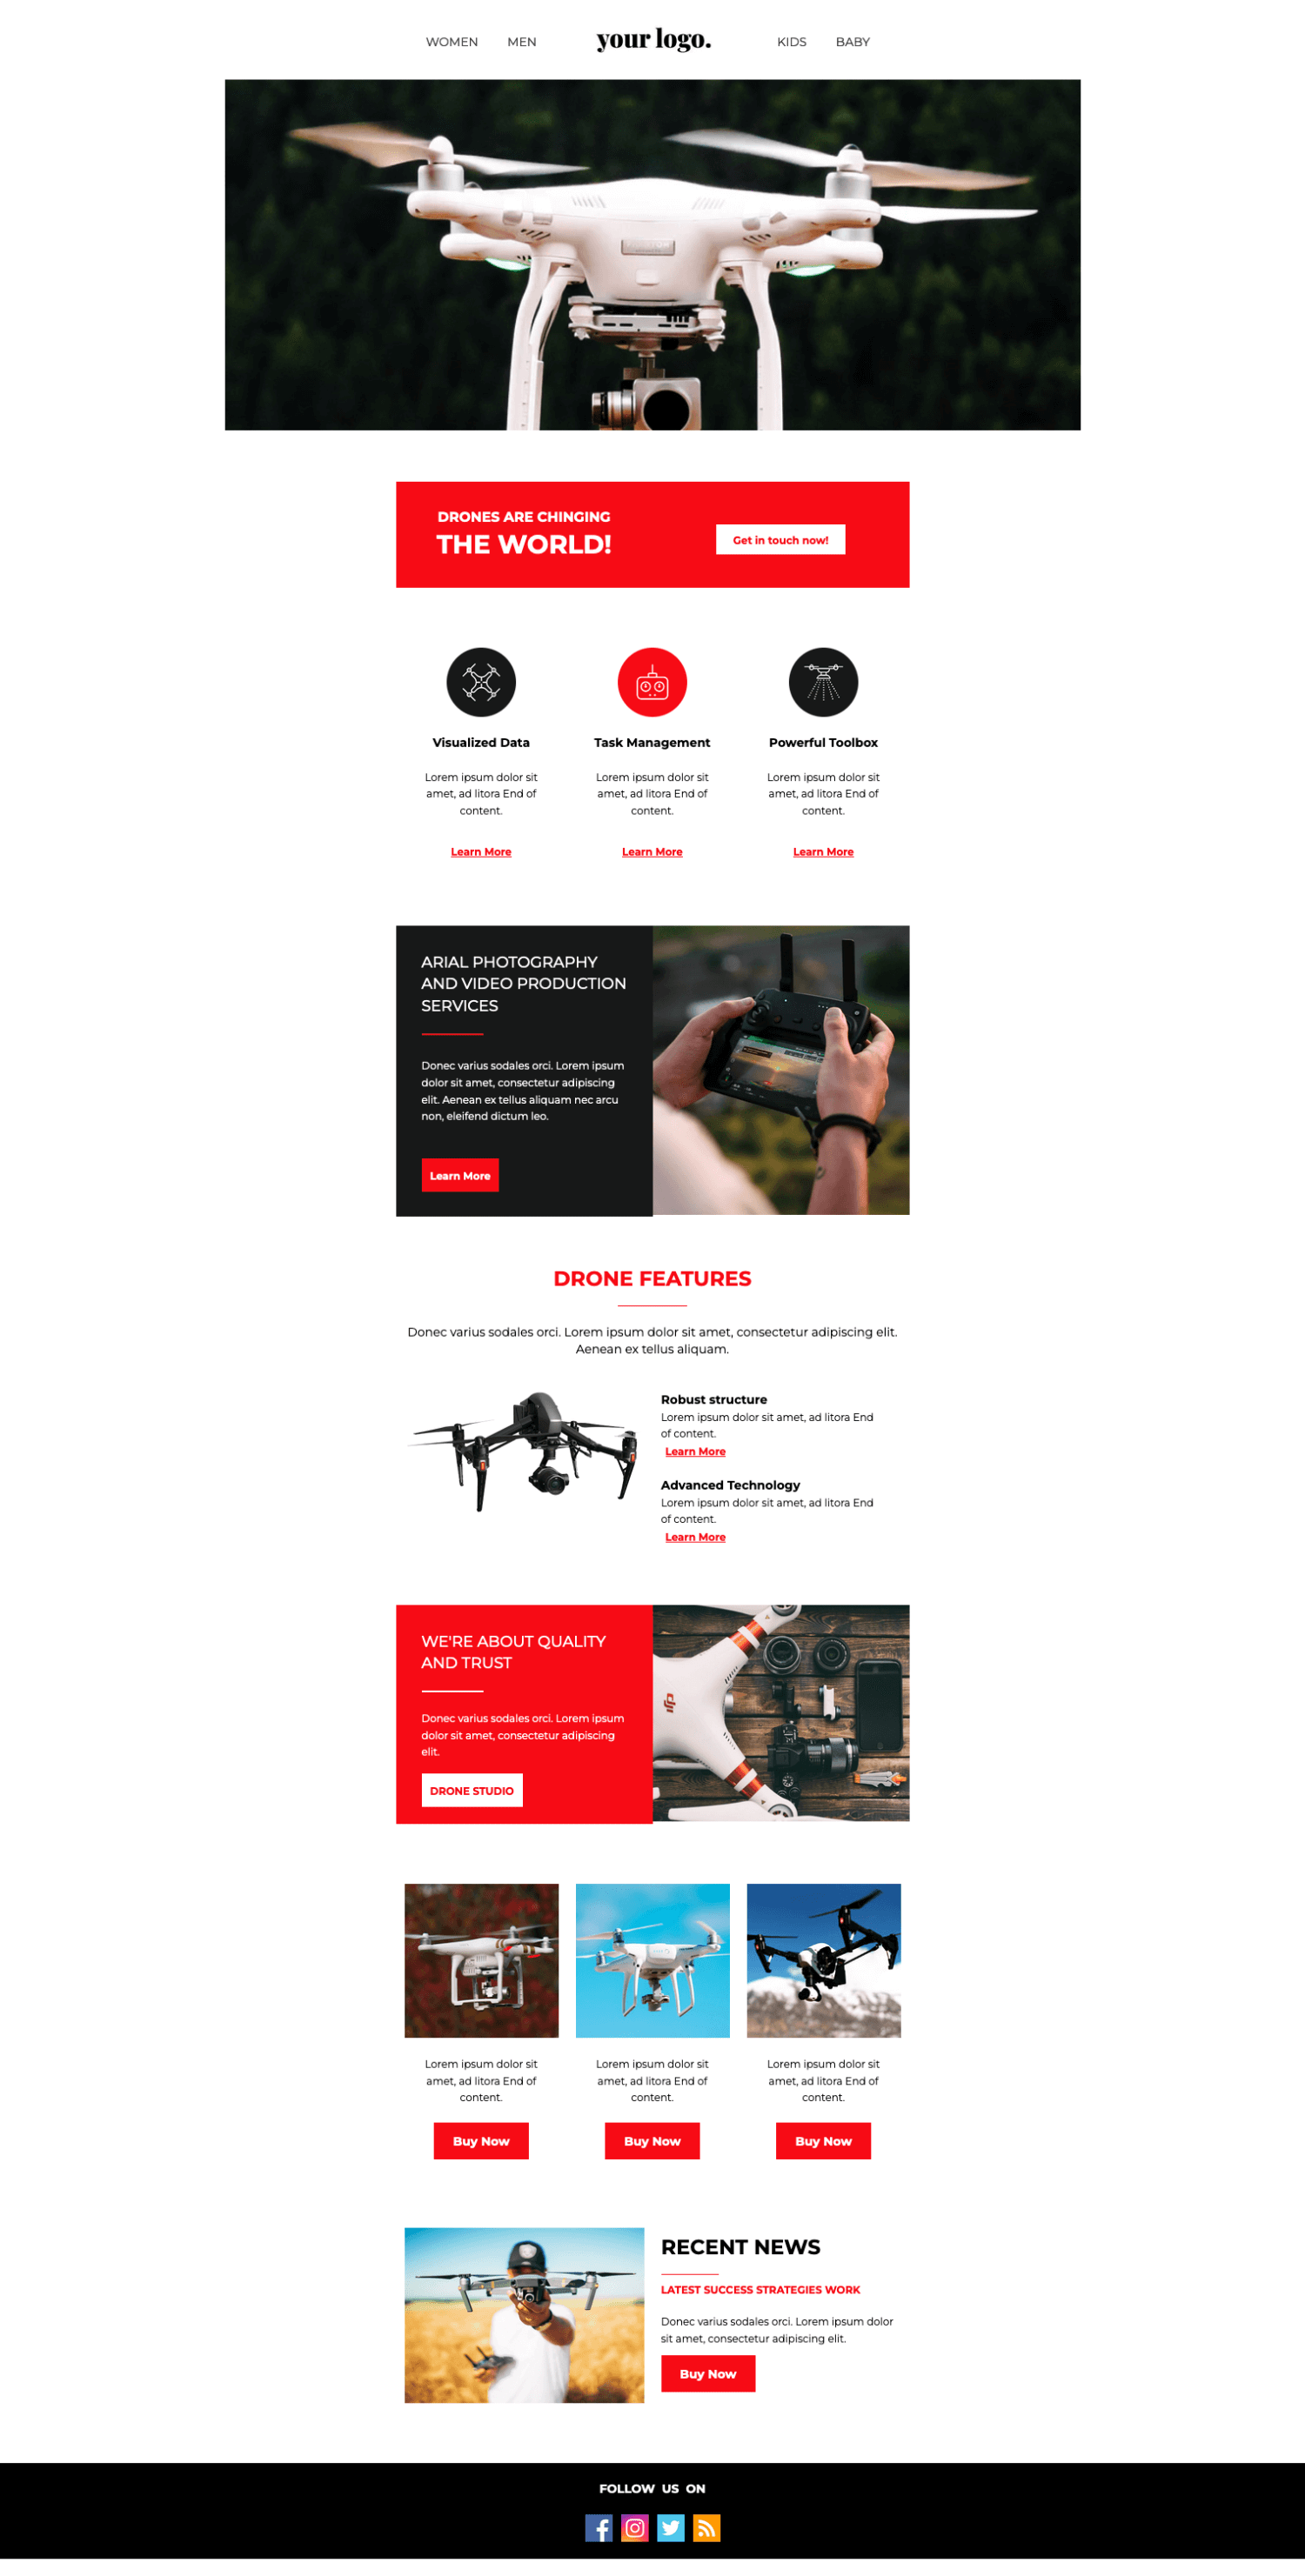 WOMEN MEN your logo. KIDS BABY
DRONES ARE CHINGING
THE WORLD!
Get in touch now!
Visualized Data
Lorem ipsum dolor sit
amet, ad litora End of
content.
Learn More
Task Management
Lorem ipsum dolor sit
amet, ad litora End of
content.
Learn More
Powerful Toolbox
Lorem ipsum dolor sit
amet, ad litora End of
content.
Learn More
ARIAL PHOTOGRAPHY
AND VIDEO PRODUCTION
SERVICES
Donec varius sodales orci. Lorem ipsum
dolor sit amet, consectetur adipiscing
elit. Aenean ex tellus aliquam nec arcu
non, eleifend dictum leo.
Learn More
DRONE FEATURES
Donec varius sodales orci. Lorem ipsum dolor sit amet, consectetur adipiscing elit.
Aenean ex tellus aliquam.
Robust structure
Lorem ipsum dolor sit amet, ad litora End
of content.
Learn More
Advanced Technology
Lorem ipsum dolor sit amet, ad litora End
of content.
Learn More
WE'RE ABOUT QUALITY
AND TRUST
Donec varius sodales orci. Lorem ipsum
dolor sit amet, consectetur adipiscing
elit.
DRONE STUDIO
dji
Lorem ipsum dolor sit
amet, ad litora End of
content.
Buy Now
Lorem ipsum dolor sit
amet, ad litora End of
content.
Buy Now
Lorem ipsum dolor sit
amet, ad litora End of
content.
Buy Now
RECENT NEWS
LATEST SUCCESS STRATEGIES WORK
Donec varius sodales orci. Lorem ipsum dolor
sit amet, consectetur adipiscing elit.
Buy Now
FOLLOW US ON